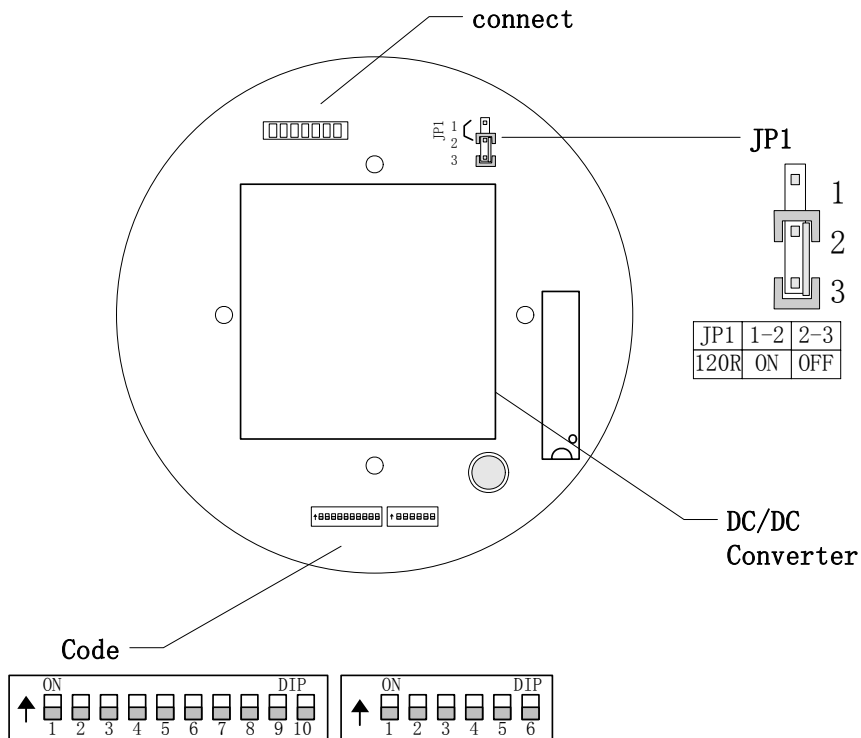 connect
JP1
1
2
3
JP1
1
2
3
JP1 1-2 2-3
120R ON OFF
DC/DC
Converter
Code
ON DIP
1 2 3 4 5 6 7 8 9 10
ON DIP
1 2 3 4 5 6